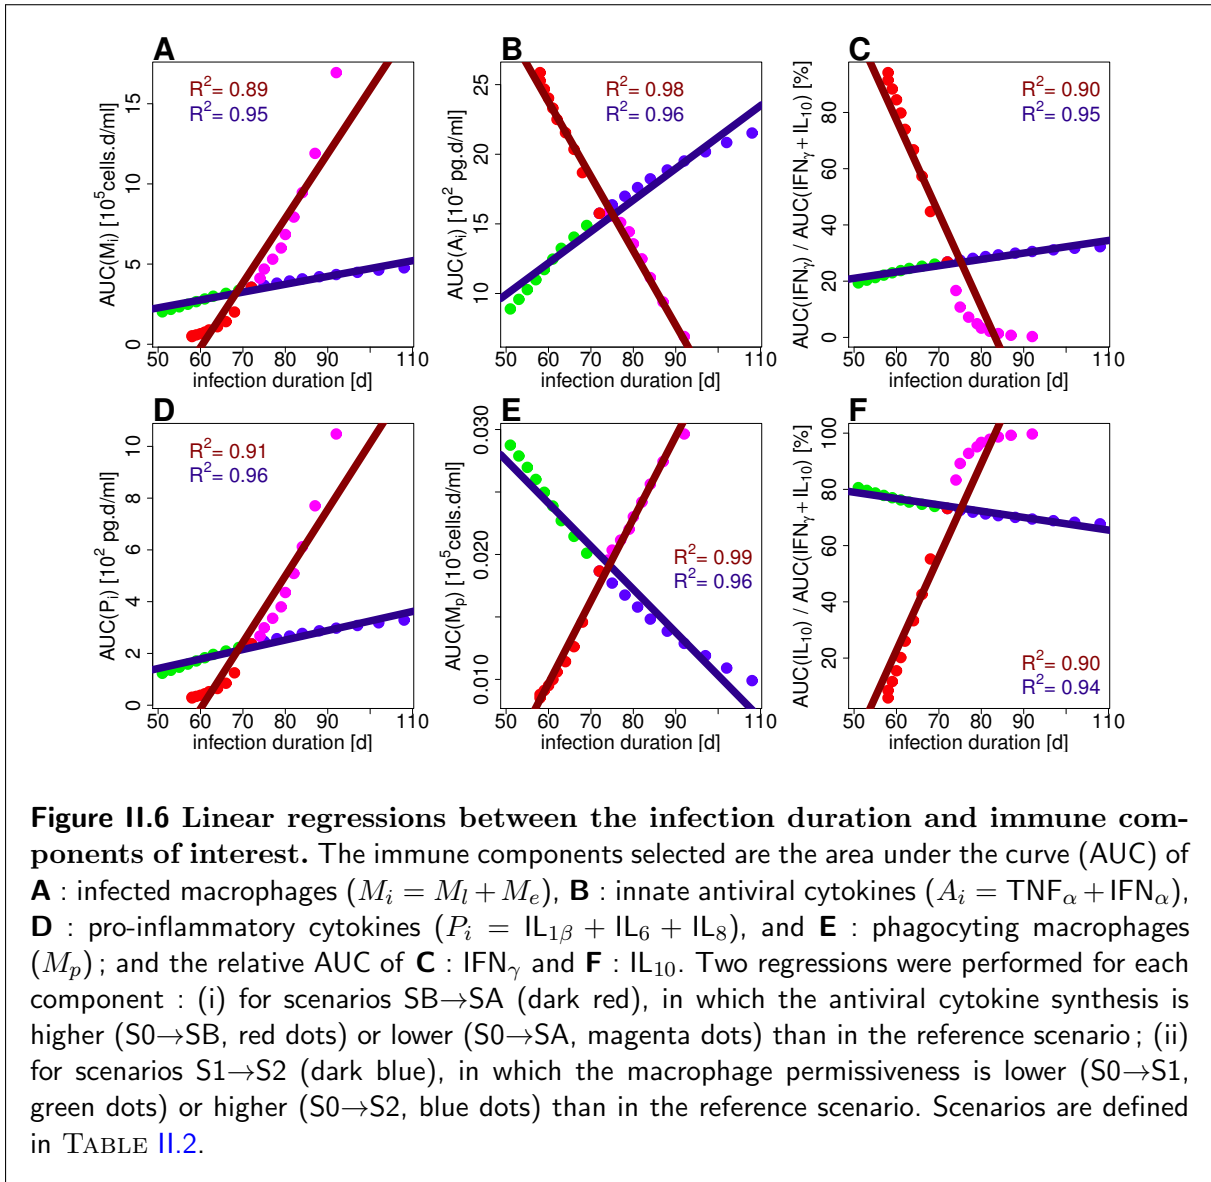 A
R² = 0.89
R² = 0.95
AUC(Mᵢ) [10⁵cells.d/ml]
0 5 10 15
50 60 70 80 90 110
infection duration [d]
B
R² = 0.98
R² = 0.96
AUC(Aᵢ) [10² pg.d/ml]
10 15 20 25
50 60 70 80 90 110
infection duration [d]
C
R² = 0.90
R² = 0.95
AUC(IFNᵧ) / AUC(IFNᵧ + IL₁₀) [%]
0 20 40 60 80
50 60 70 80 90 110
infection duration [d]
D
R² = 0.91
R² = 0.96
AUC(Pᵢ) [10² pg.d/ml]
0 2 4 6 8 10
50 60 70 80 90 110
infection duration [d]
E
R² = 0.99
R² = 0.96
AUC(Mₚ) [10⁵cells.d/ml]
0.010 0.020 0.030
50 60 70 80 90 110
infection duration [d]
F
R² = 0.90
R² = 0.94
AUC(IL₁₀) / AUC(IFNᵧ + IL₁₀) [%]
20 40 60 80 100
50 60 70 80 90 110
infection duration [d]
Figure II.6 Linear regressions between the infection duration and immune com-
ponents of interest. The immune components selected are the area under the curve (AUC) of
A : infected macrophages (Mᵢ = Mₗ + Mₑ), B : innate antiviral cytokines (Aᵢ = TNFα + IFNα),
D : pro-inflammatory cytokines (Pᵢ = IL₁β + IL₆ + IL₈), and E : phagocyting macrophages
(Mₚ) ; and the relative AUC of C : IFNᵧ and F : IL₁₀. Two regressions were performed for each
component : (i) for scenarios SB→SA (dark red), in which the antiviral cytokine synthesis is
higher (S0→SB, red dots) or lower (S0→SA, magenta dots) than in the reference scenario ; (ii)
for scenarios S1→S2 (dark blue), in which the macrophage permissiveness is lower (S0→S1,
green dots) or higher (S0→S2, blue dots) than in the reference scenario. Scenarios are defined
in TABLE II.2.